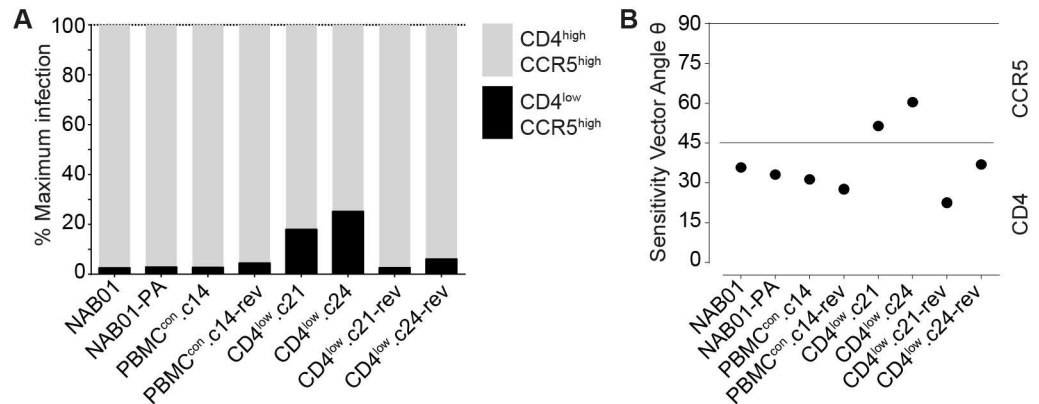 A
% Maximum infection
100
80
60
40
20
0
NAB01
NAB01-PA
PBMCᶜᵒⁿ.c14
PBMCᶜᵒⁿ.c14-rev
CD4ˡᵒʷ.c21
CD4ˡᵒʷ.c24
CD4ˡᵒʷ.c21-rev
CD4ˡᵒʷ.c24-rev
CD4ʰⁱᵍʰ
CCR5ʰⁱᵍʰ
CD4ˡᵒʷ
CCR5ʰⁱᵍʰ
B
Sensitivity Vector Angle θ
90
75
60
45
30
15
0
CCR5
CD4
NAB01
NAB01-PA
PBMCᶜᵒⁿ.c14
PBMCᶜᵒⁿ.c14-rev
CD4ˡᵒʷ.c21
CD4ˡᵒʷ.c24
CD4ˡᵒʷ.c21-rev
CD4ˡᵒʷ.c24-rev